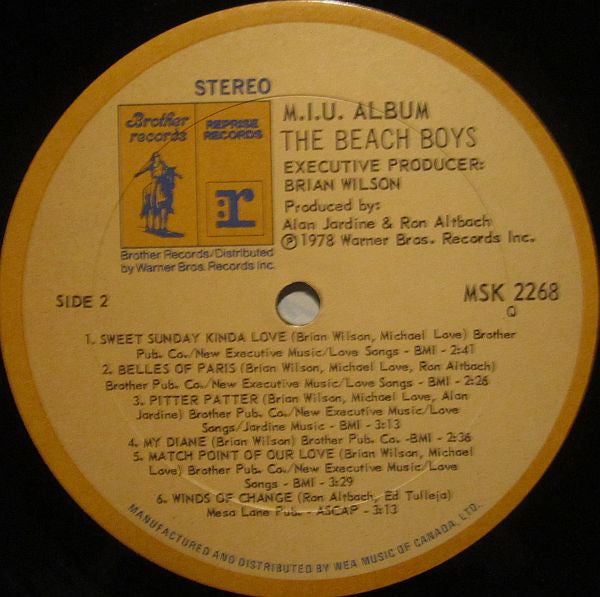 STEREO
Brother records
REPRISE RECORDS
:r
M.I.U. ALBUM
THE BEACH BOYS
EXECUTIVE PRODUCER:
BRIAN WILSON
Produced by:
Alan Jardine & Ron Altbach
Ⓟ1978 Warner Bros. Records Inc.
Brother Records/Distributed
by Warner Bros. Records Inc.
SIDE 2
MSK 2268
Q
1. SWEET SUNDAY KINDA LOVE (Brian Wilson, Michael Love) Brother
Pub. Co./New Executive Music/Love Songs - BMI - 2:41
2. BELLES OF PARIS (Brian Wilson, Michael Love, Ron Altbach)
Brother Pub. Co./New Executive Music/Love Songs - BMI - 2:26
3. PITTER PATTER (Brian Wilson, Michael Love, Alan
Jardine) Brother Pub. Co./New Executive Music/Love
Songs/Jardine Music - BMI - 3:13
4. MY DIANE (Brian Wilson) Brother Pub. Co. -BMI - 2:36
5. MATCH POINT OF OUR LOVE (Brian Wilson, Michael
Love) Brother Pub. Co./New Executive Music/Love
Songs - BMI - 3:29
6. WINDS OF CHANGE (Ron Altbach, Ed Tulleja)
Mesa Lane Pub. - ASCAP - 3:13
MANUFACTURED AND DISTRIBUTED BY WEA MUSIC OF CANADA, LTD.